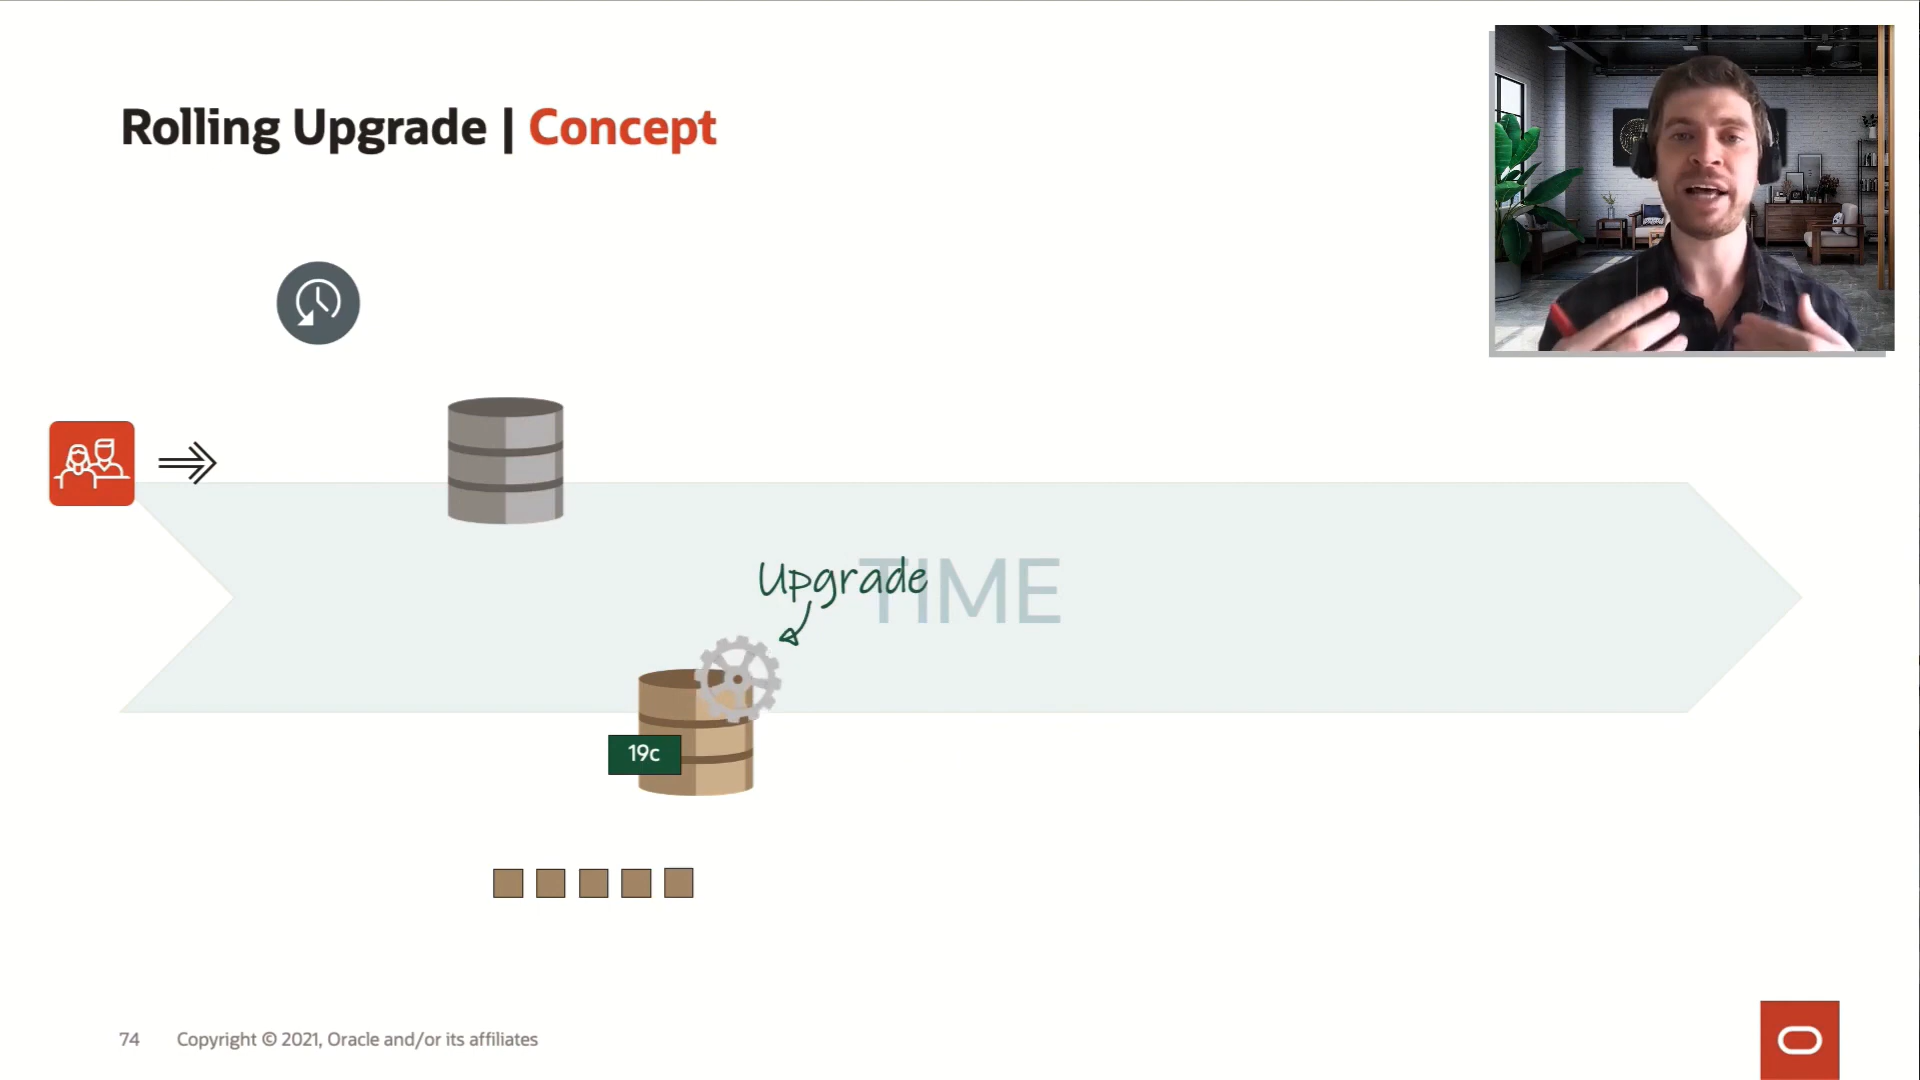 Rolling Upgrade | Concept
Upgrade
TIME
19c
74 Copyright © 2021, Oracle and/or its affiliates